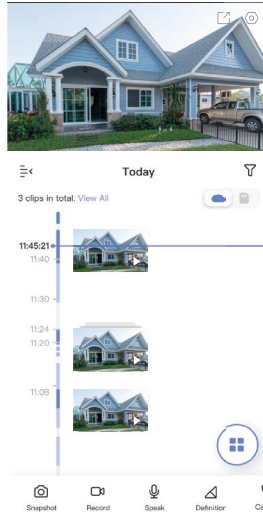 Today
3 clips in total. View All
11:45:21
11:40
11:30
11:24
11:20
11:08
Snapshot
Record
Speak
Definition
Ca